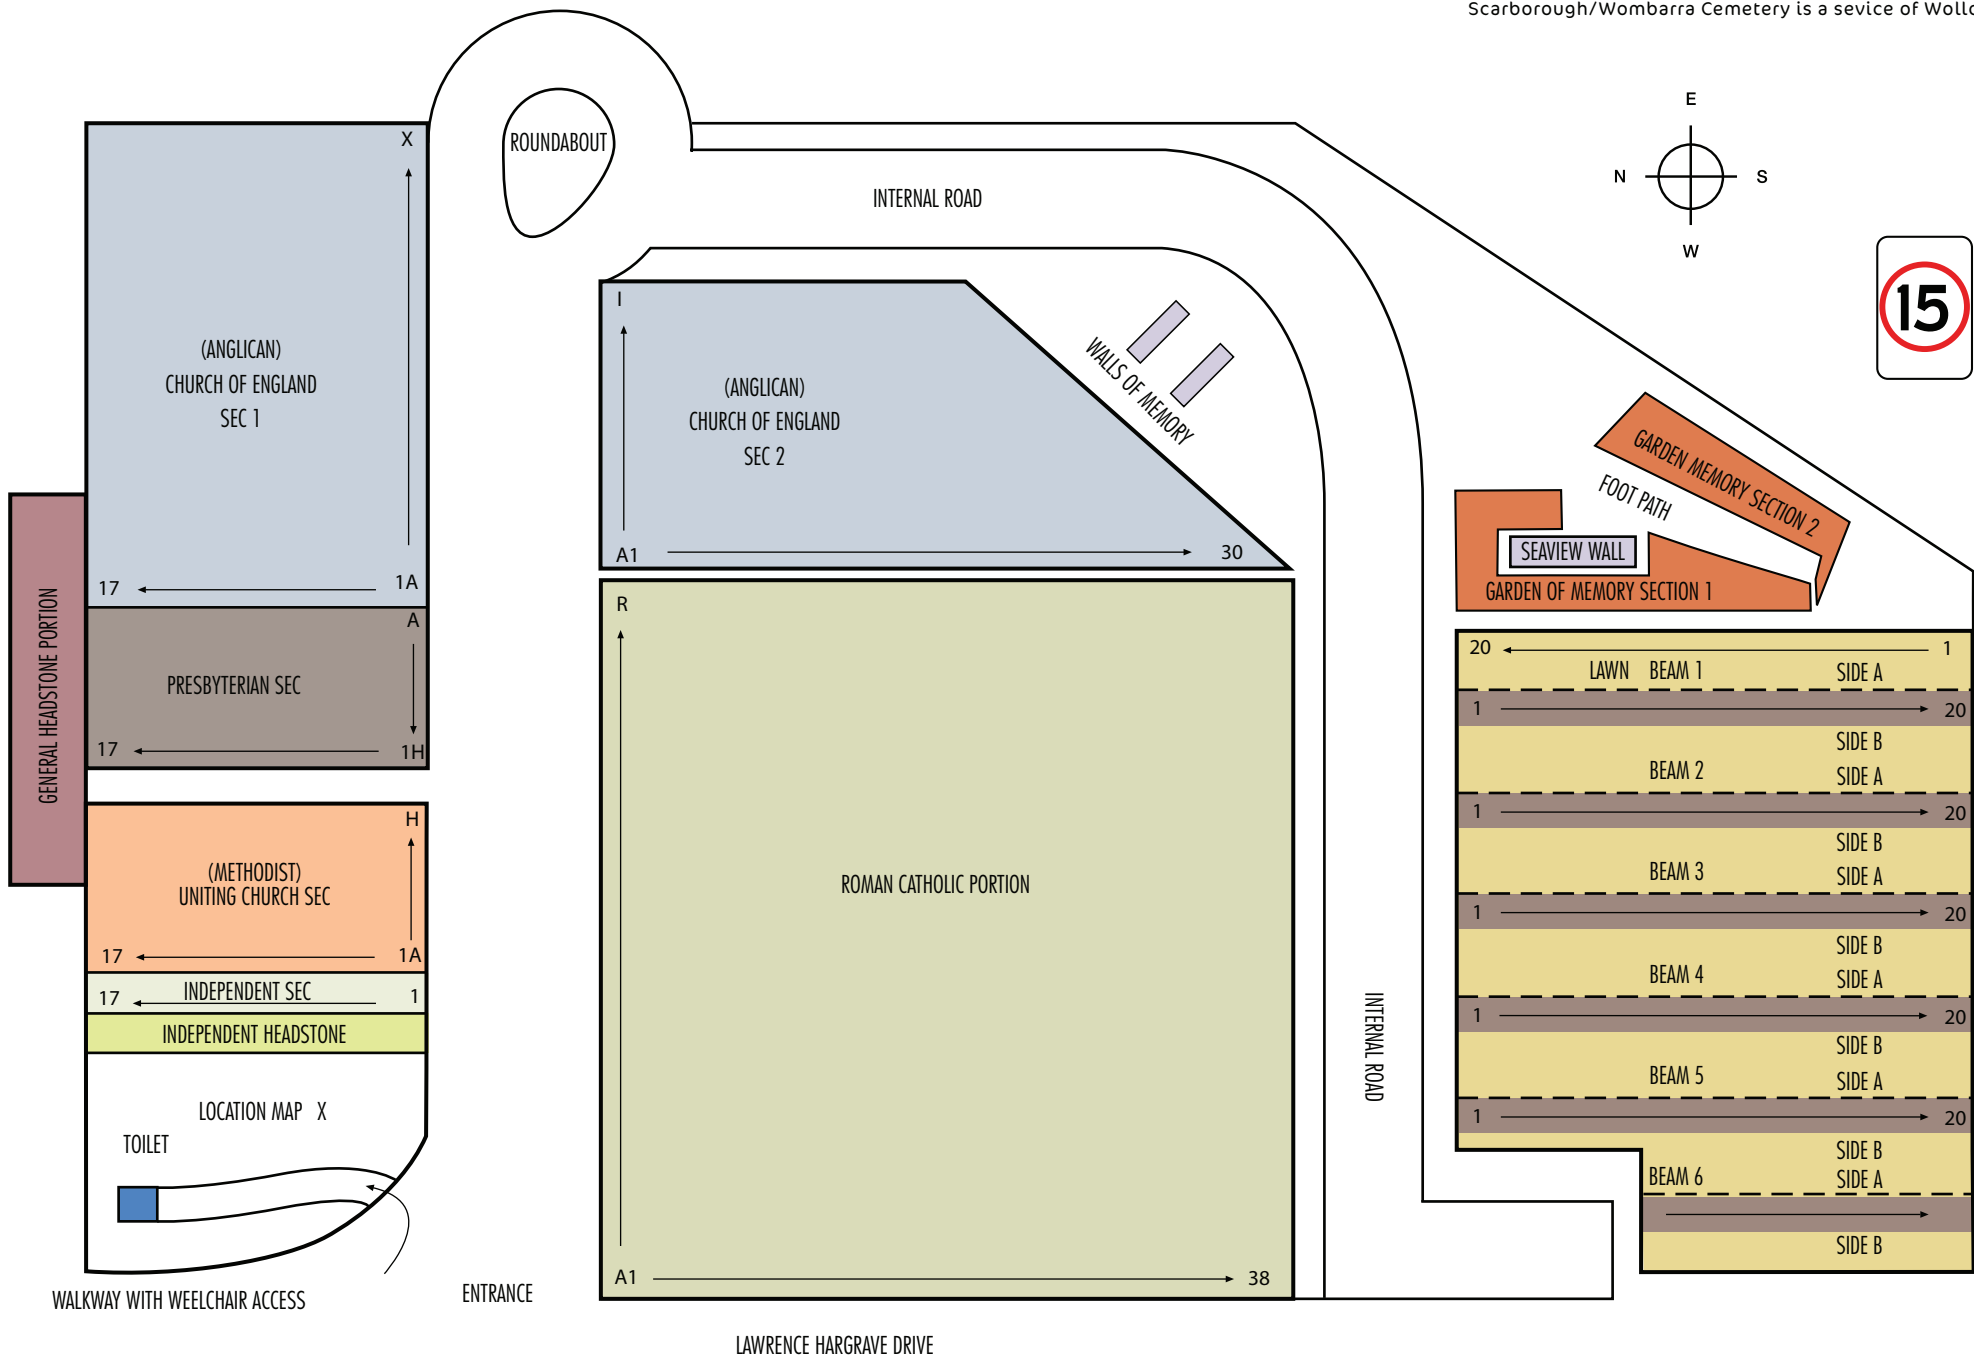 Scarborough/Wombarra Cemetery is a sevice of Wollo
E
N
S
W
15
ROUNDABOUT
INTERNAL ROAD
X
(ANGLICAN)
CHURCH OF ENGLAND
SEC 1
17
1A
I
(ANGLICAN)
CHURCH OF ENGLAND
SEC 2
A1
30
WALLS OF MEMORY
GARDEN MEMORY SECTION 2
FOOT PATH
SEAVIEW WALL
GARDEN OF MEMORY SECTION 1
GENERAL HEADSTONE PORTION
A
PRESBYTERIAN SEC
17
1H
H
(METHODIST)
UNITING CHURCH SEC
17
1A
INDEPENDENT SEC
17
1
INDEPENDENT HEADSTONE
LOCATION MAP X
TOILET
WALKWAY WITH WEELCHAIR ACCESS
ENTRANCE
R
ROMAN CATHOLIC PORTION
A1
38
INTERNAL ROAD
20
1
LAWN BEAM 1 SIDE A
1
20
SIDE B
BEAM 2 SIDE A
1
20
SIDE B
BEAM 3 SIDE A
1
20
SIDE B
BEAM 4 SIDE A
1
20
SIDE B
BEAM 5 SIDE A
1
20
SIDE B
BEAM 6 SIDE A
SIDE B
LAWRENCE HARGRAVE DRIVE